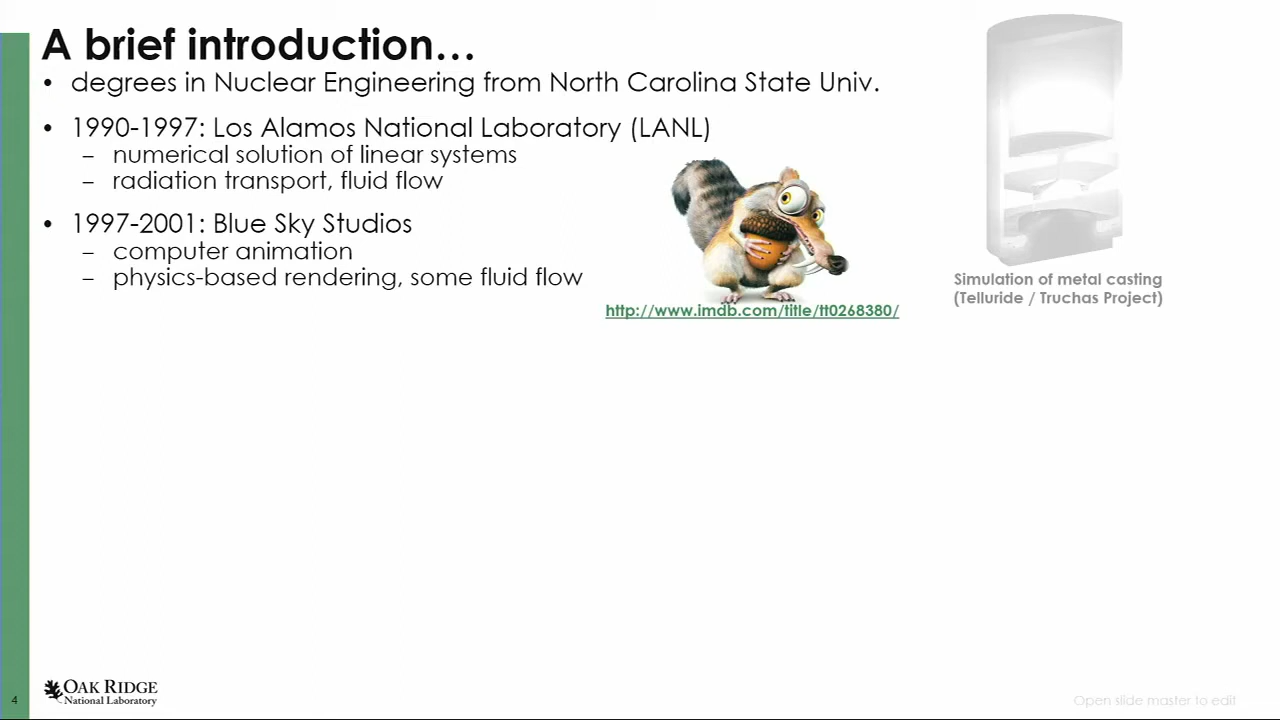 A brief introduction…
• degrees in Nuclear Engineering from North Carolina State Univ.
• 1990-1997: Los Alamos National Laboratory (LANL)
– numerical solution of linear systems
– radiation transport, fluid flow
• 1997-2001: Blue Sky Studios
– computer animation
– physics-based rendering, some fluid flow
http://www.imdb.com/title/tt0268380/
Simulation of metal casting
(Telluride / Truchas Project)
4
OAK RIDGE
National Laboratory
Open slide master to edit